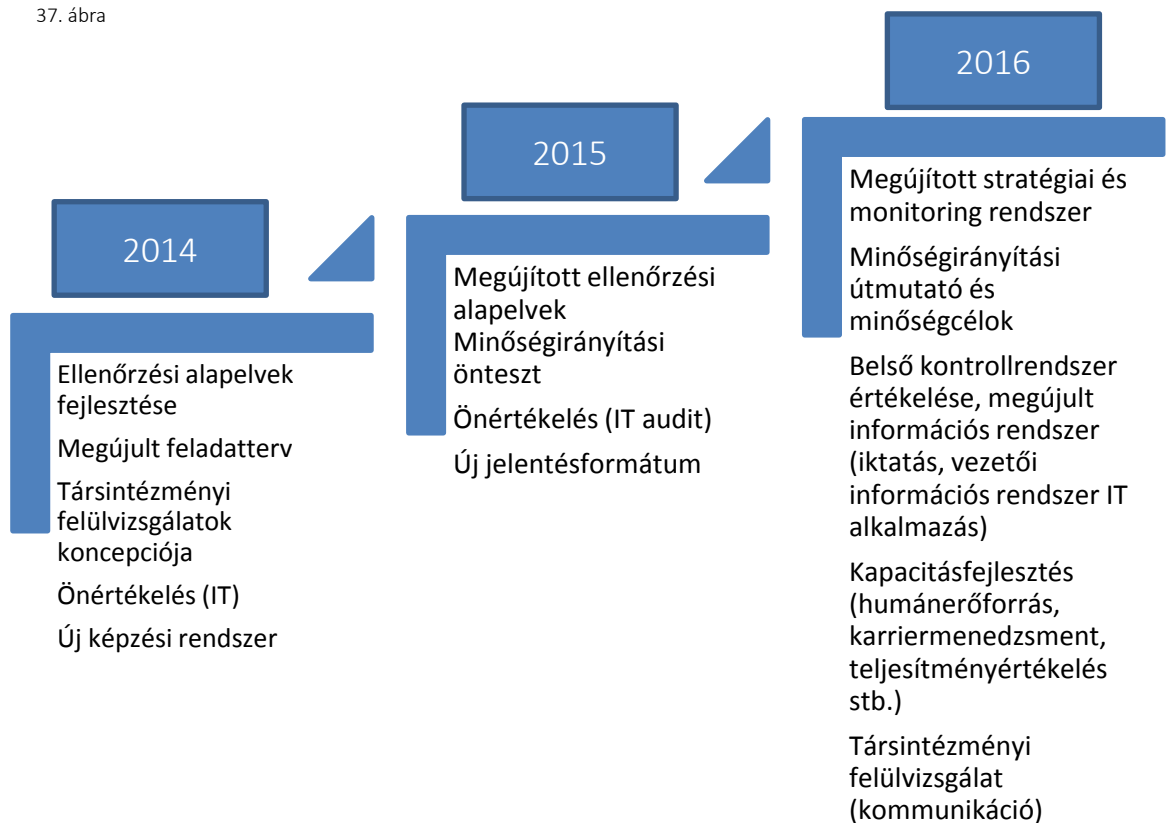 37. ábra
2014
Ellenőrzési alapelvek
fejlesztése
Megújult feladatterv
Társintézményi
felülvizsgálatok
koncepciója
Önértékelés (IT)
Új képzési rendszer
2015
Megújított ellenőrzési
alapelvek
Minőségirányítási
önteszt
Önértékelés (IT audit)
Új jelentésformátum
2016
Megújított stratégiai és
monitoring rendszer
Minőségirányítási
útmutató és
minőségcélok
Belső kontrollrendszer
értékelése, megújult
információs rendszer
(iktatás, vezetői
információs rendszer IT
alkalmazás)
Kapacitásfejlesztés
(humánerőforrás,
karriermenedzsment,
teljesítményértékelés
stb.)
Társintézményi
felülvizsgálat
(kommunikáció)